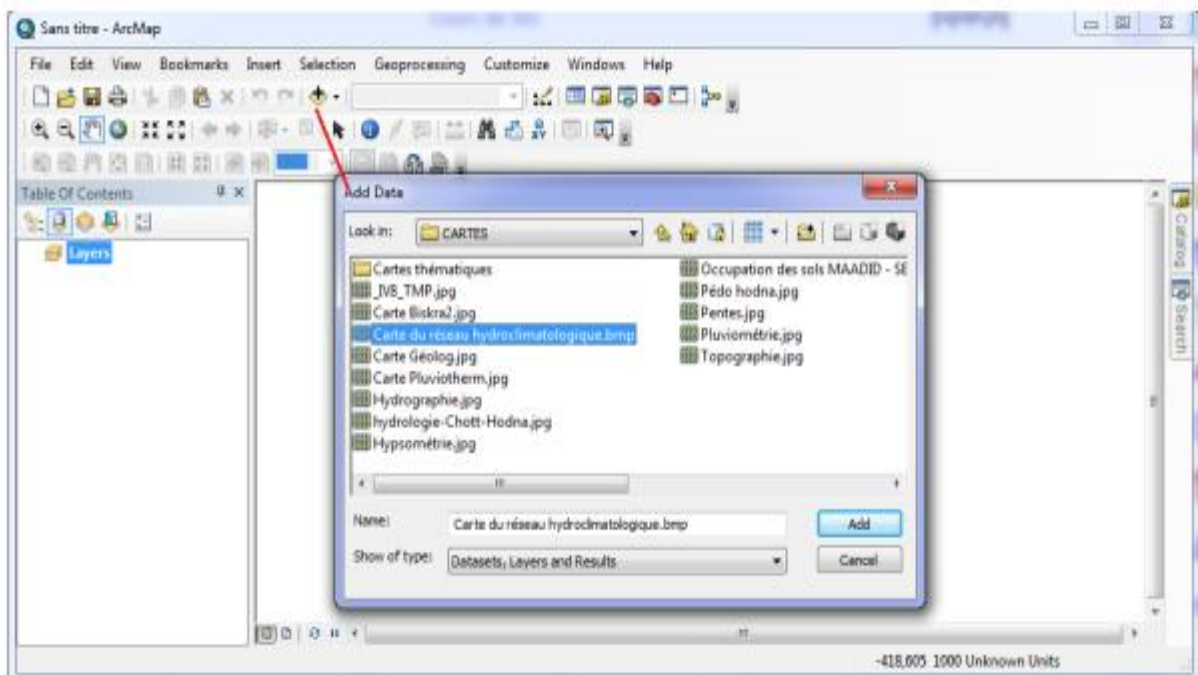 Sans titre - ArcMap
File Edit View Bookmarks Insert Selection Geoprocessing Customize Windows Help
Table Of Contents
Layers
Add Data
Look in: CARTES
Cartes thématiques
_JVB_TMP.jpg
Carte Biskra2.jpg
Carte du réseau hydroclimatologique.bmp
Carte Géolog.jpg
Carte Pluviotherm.jpg
Hydrographie.jpg
hydrologie-Chott-Hodna.jpg
Hypsométrie.jpg
Occupation des sols MAADID - SE
Pédo hodna.jpg
Pentes.jpg
Pluviométrie.jpg
Topographie.jpg
Name: Carte du réseau hydroclimatologique.bmp
Add
Show of type: Datasets, Layers and Results
Cancel
Catalog
Search
-418,605 1000 Unknown Units